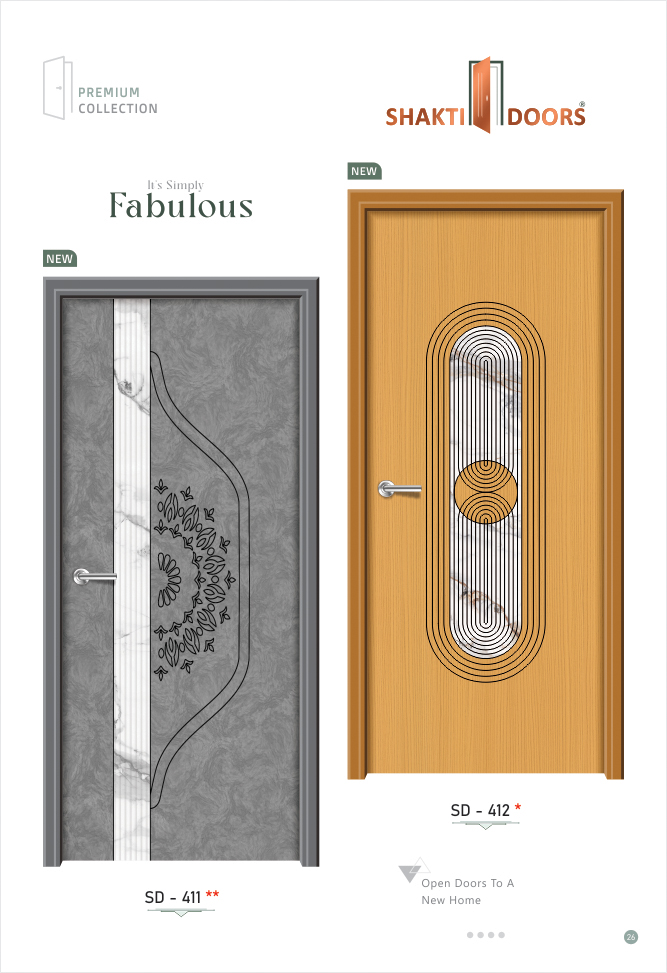 PREMIUM
COLLECTION
SHAKTI DOORS®
NEW
It's Simply
Fabulous
NEW
SD - 412 *
SD - 411 **
Open Doors To A
New Home
26